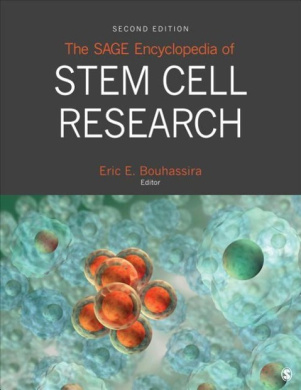 SECOND EDITION
The SAGE Encyclopedia of
STEM CELL
RESEARCH
Eric E. Bouhassira
Editor